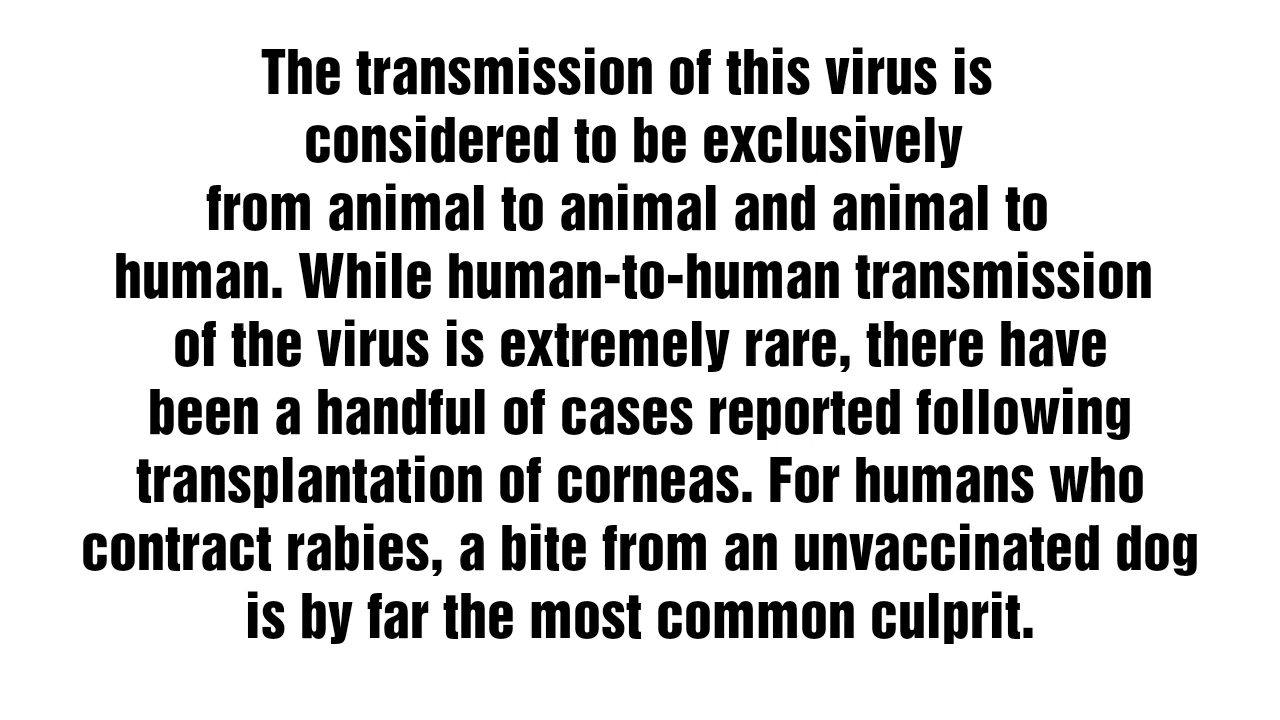 The transmission of this virus is
considered to be exclusively
from animal to animal and animal to
human. While human-to-human transmission
of the virus is extremely rare, there have
been a handful of cases reported following
transplantation of corneas. For humans who
contract rabies, a bite from an unvaccinated dog
is by far the most common culprit.